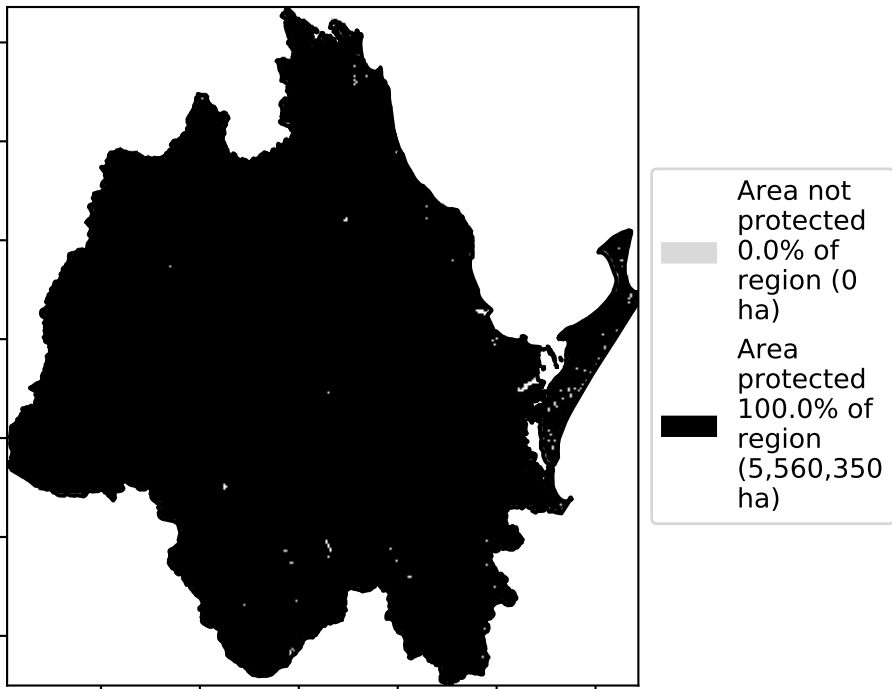 Area not
protected
0.0% of
region (0
ha)
Area
protected
100.0% of
region
(5,560,350
ha)